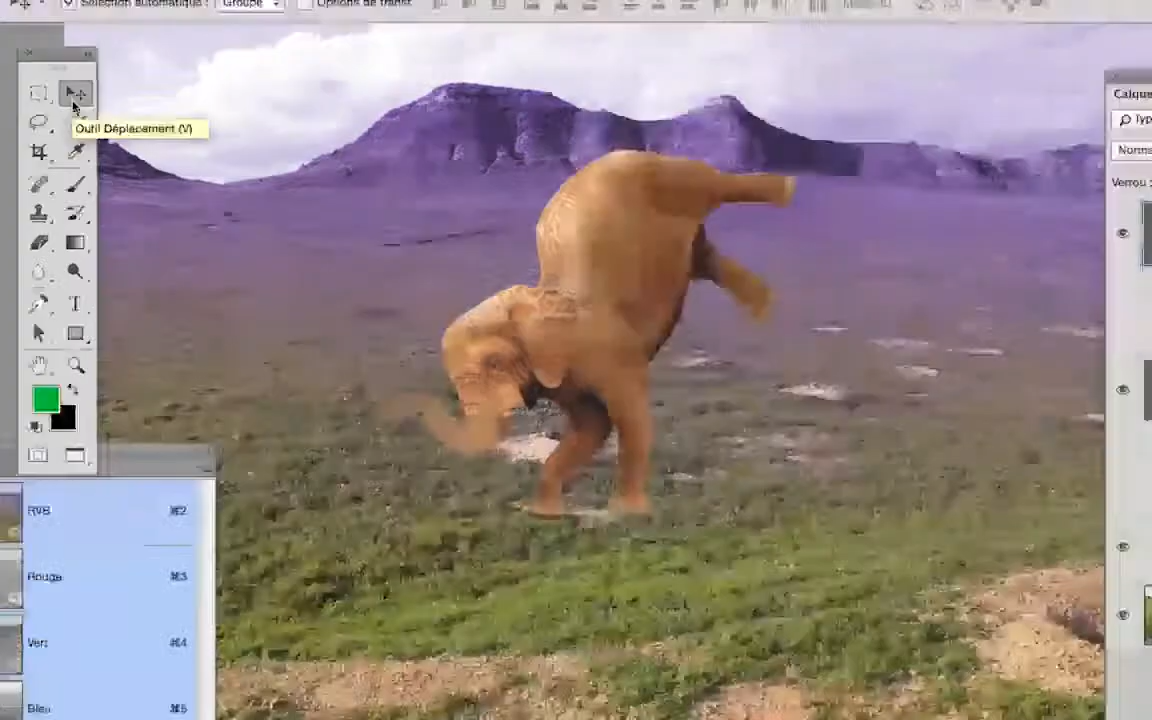 Sélection automatique :
Groupe
Options de transf.
Outil Déplacement (V)
T
Calque
Typ
Norma
Verrou :
RVB ⌘2
Rouge ⌘3
Vert ⌘4
Bleu ⌘5